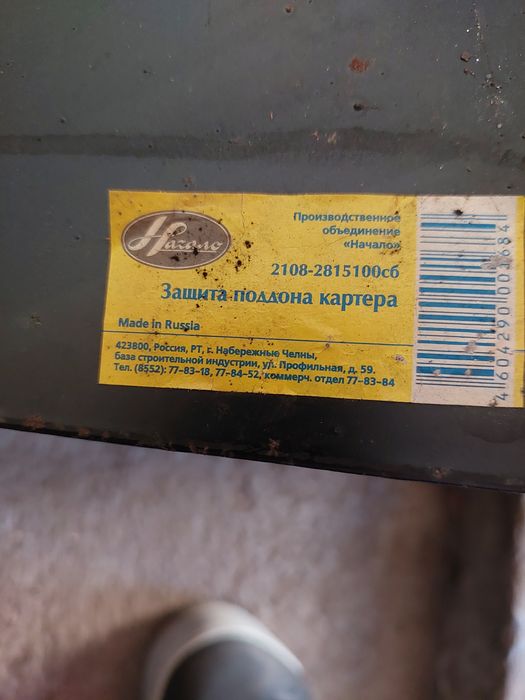 Начало
Производственное
объединение
«Начало»
2108-2815100сб
Защита поддона картера
Made in Russia
423800, Россия, РТ, г. Набережные Челны,
база строительной индустрии, ул. Профильная, д. 59.
Тел. (8552): 77-83-18, 77-84-52, коммерч. отдел 77-83-84
4604290003684